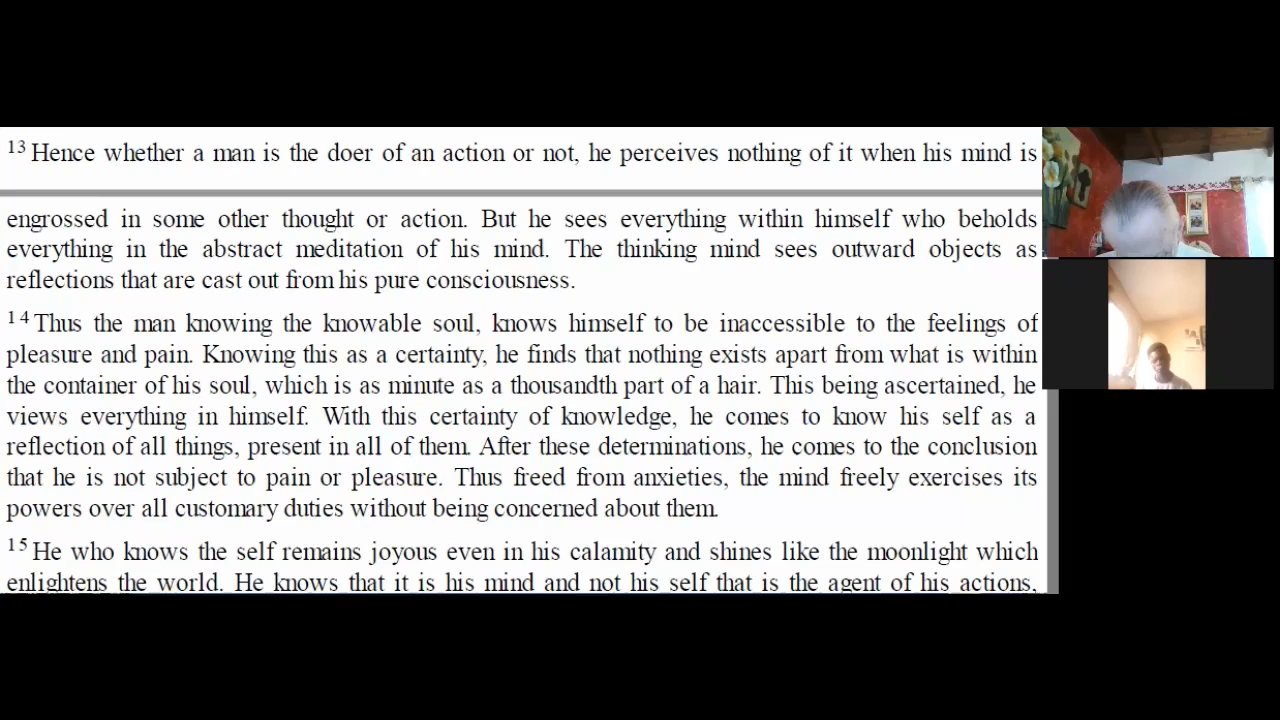 13 Hence whether a man is the doer of an action or not, he perceives nothing of it when his mind is
engrossed in some other thought or action. But he sees everything within himself who beholds
everything in the abstract meditation of his mind. The thinking mind sees outward objects as
reflections that are cast out from his pure consciousness.
14 Thus the man knowing the knowable soul, knows himself to be inaccessible to the feelings of
pleasure and pain. Knowing this as a certainty, he finds that nothing exists apart from what is within
the container of his soul, which is as minute as a thousandth part of a hair. This being ascertained, he
views everything in himself. With this certainty of knowledge, he comes to know his self as a
reflection of all things, present in all of them. After these determinations, he comes to the conclusion
that he is not subject to pain or pleasure. Thus freed from anxieties, the mind freely exercises its
powers over all customary duties without being concerned about them.
15 He who knows the self remains joyous even in his calamity and shines like the moonlight which
enlightens the world. He knows that it is his mind and not his self that is the agent of his actions,